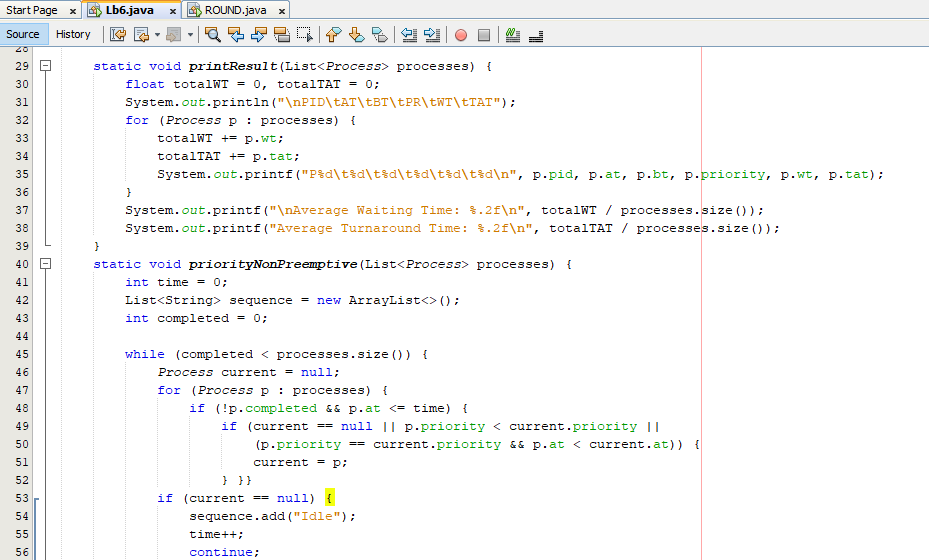 Start Page x Lb6.java x ROUND.java x
Source History
28
29 static void printResult(List<Process> processes) {
30 float totalWT = 0, totalTAT = 0;
31 System.out.println("\nPID\tAT\tBT\tPR\tWT\tTAT");
32 for (Process p : processes) {
33 totalWT += p.wt;
34 totalTAT += p.tat;
35 System.out.printf("P%d\t%d\t%d\t%d\t%d\t%d\n", p.pid, p.at, p.bt, p.priority, p.wt, p.tat);
36 }
37 System.out.printf("\nAverage Waiting Time: %.2f\n", totalWT / processes.size());
38 System.out.printf("Average Turnaround Time: %.2f\n", totalTAT / processes.size());
39 }
40 static void priorityNonPreemptive(List<Process> processes) {
41 int time = 0;
42 List<String> sequence = new ArrayList<>();
43 int completed = 0;
44
45 while (completed < processes.size()) {
46 Process current = null;
47 for (Process p : processes) {
48 if (!p.completed && p.at <= time) {
49 if (current == null || p.priority < current.priority ||
50 (p.priority == current.priority && p.at < current.at)) {
51 current = p;
52 } }}
53 if (current == null) {
54 sequence.add("Idle");
55 time++;
56 continue;